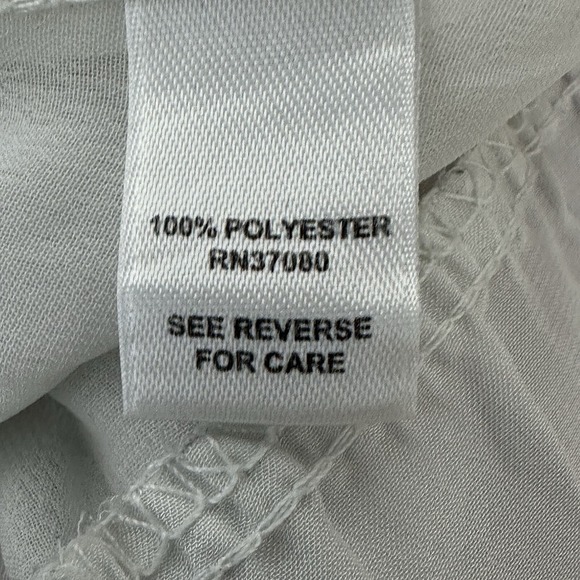 100% POLYESTER
RN37080
SEE REVERSE
FOR CARE